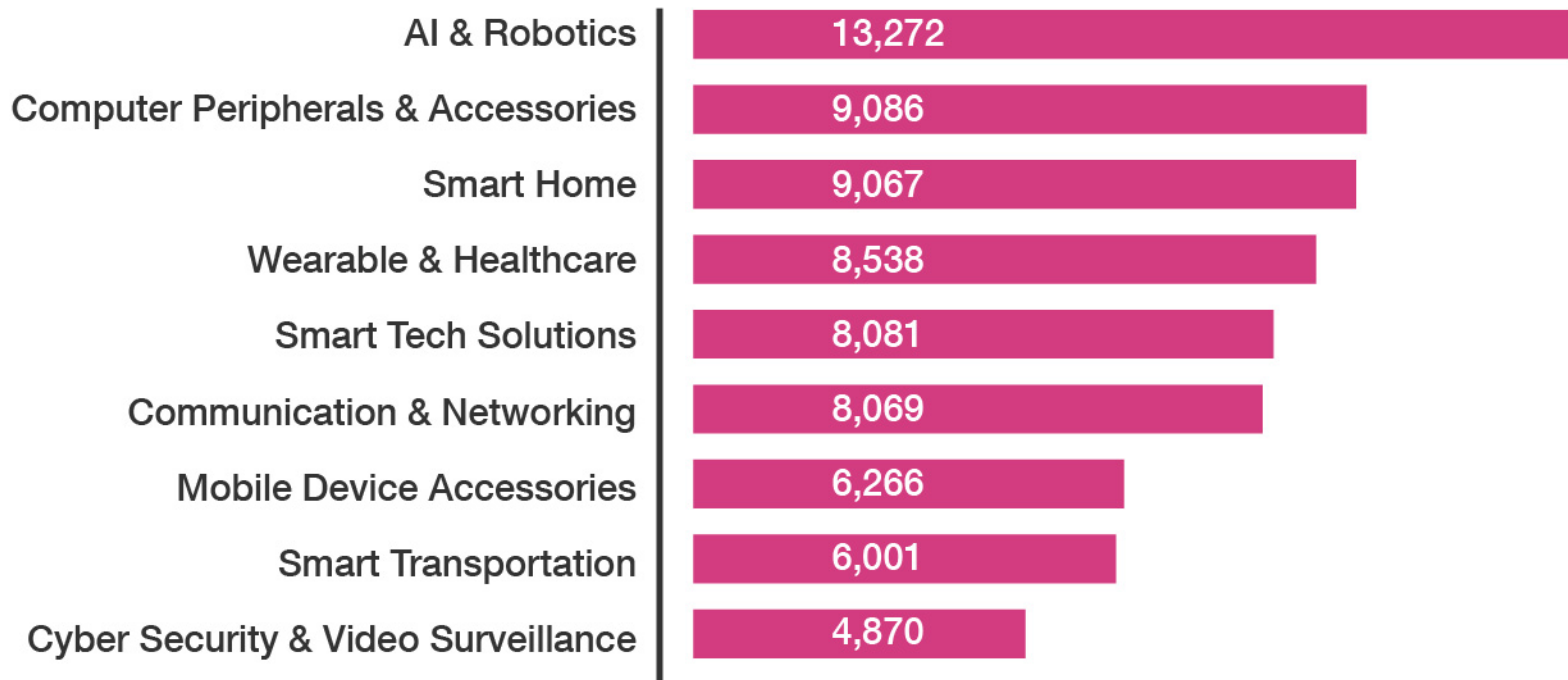 AI & Robotics 13,272
Computer Peripherals & Accessories 9,086
Smart Home 9,067
Wearable & Healthcare 8,538
Smart Tech Solutions 8,081
Communication & Networking 8,069
Mobile Device Accessories 6,266
Smart Transportation 6,001
Cyber Security & Video Surveillance 4,870